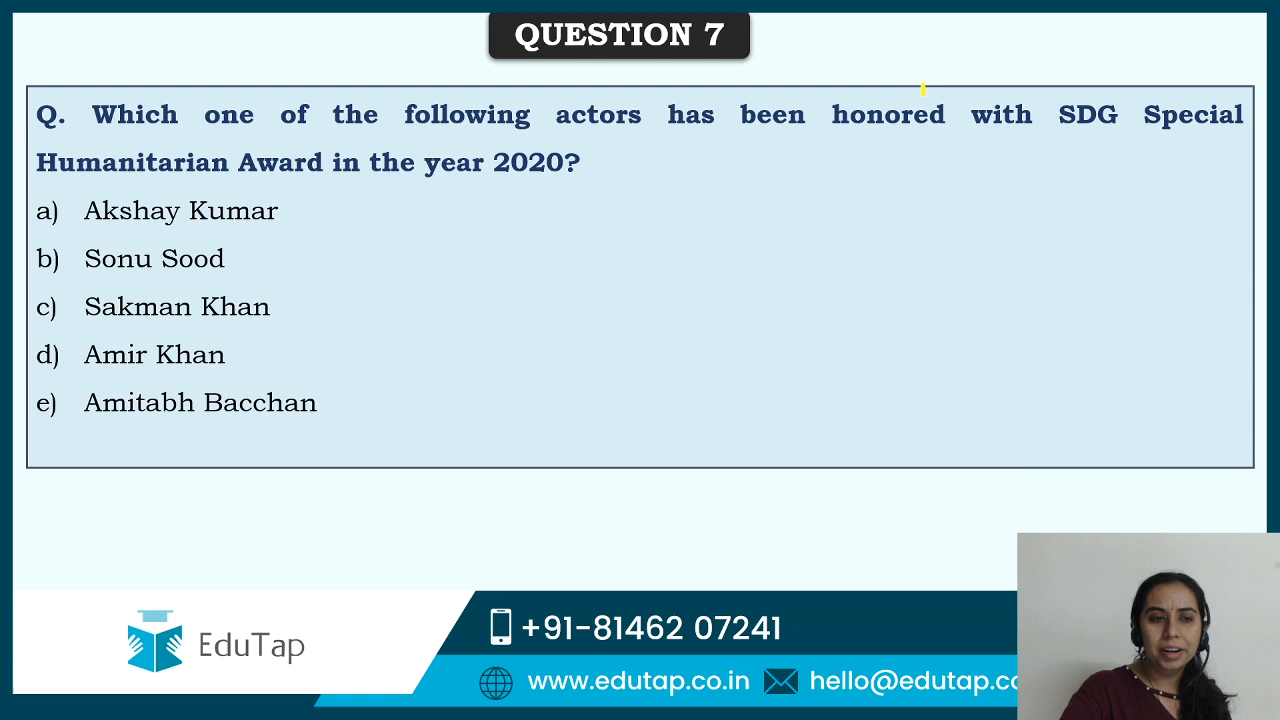 QUESTION 7
Q. Which one of the following actors has been honored with SDG Special
Humanitarian Award in the year 2020?
a) Akshay Kumar
b) Sonu Sood
c) Sakman Khan
d) Amir Khan
e) Amitabh Bacchan
EduTap
+91-81462 07241
www.edutap.co.in hello@edutap.co